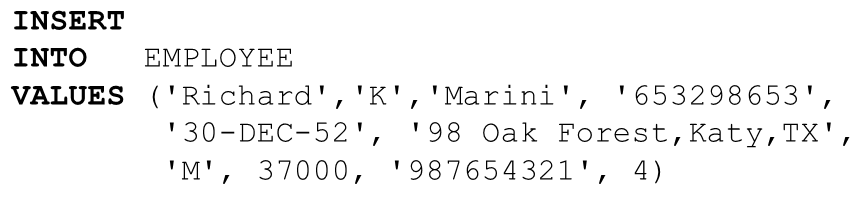 INSERT
INTO EMPLOYEE
VALUES ('Richard','K','Marini', '653298653',
'30-DEC-52', '98 Oak Forest,Katy,TX',
'M', 37000, '987654321', 4)